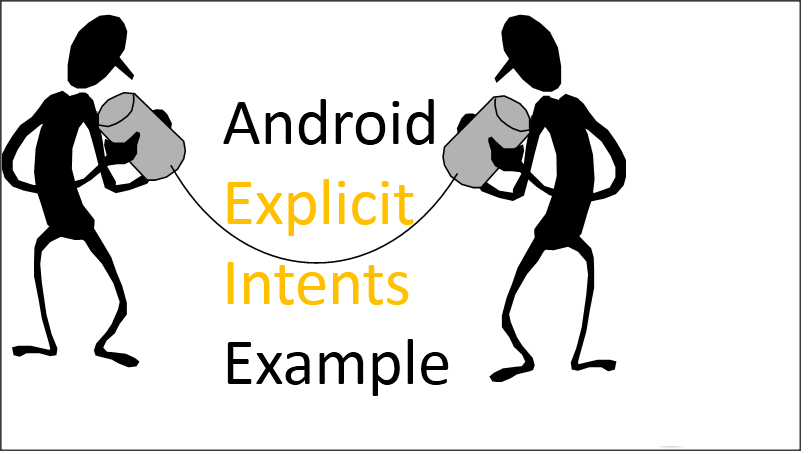 Android
Explicit
Intents
Example